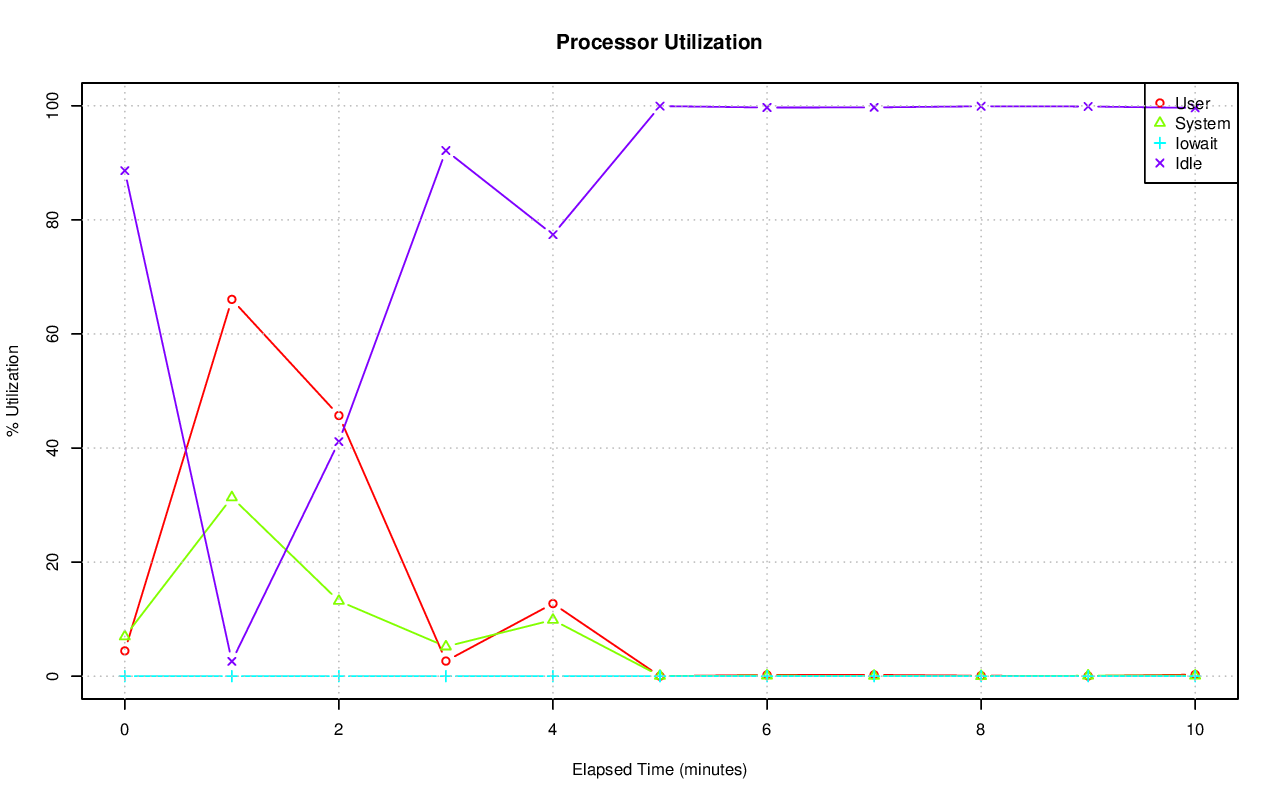 Processor Utilization
100
80
60
40
20
0
% Utilization
User
System
Iowait
Idle
0 2 4 6 8 10
Elapsed Time (minutes)